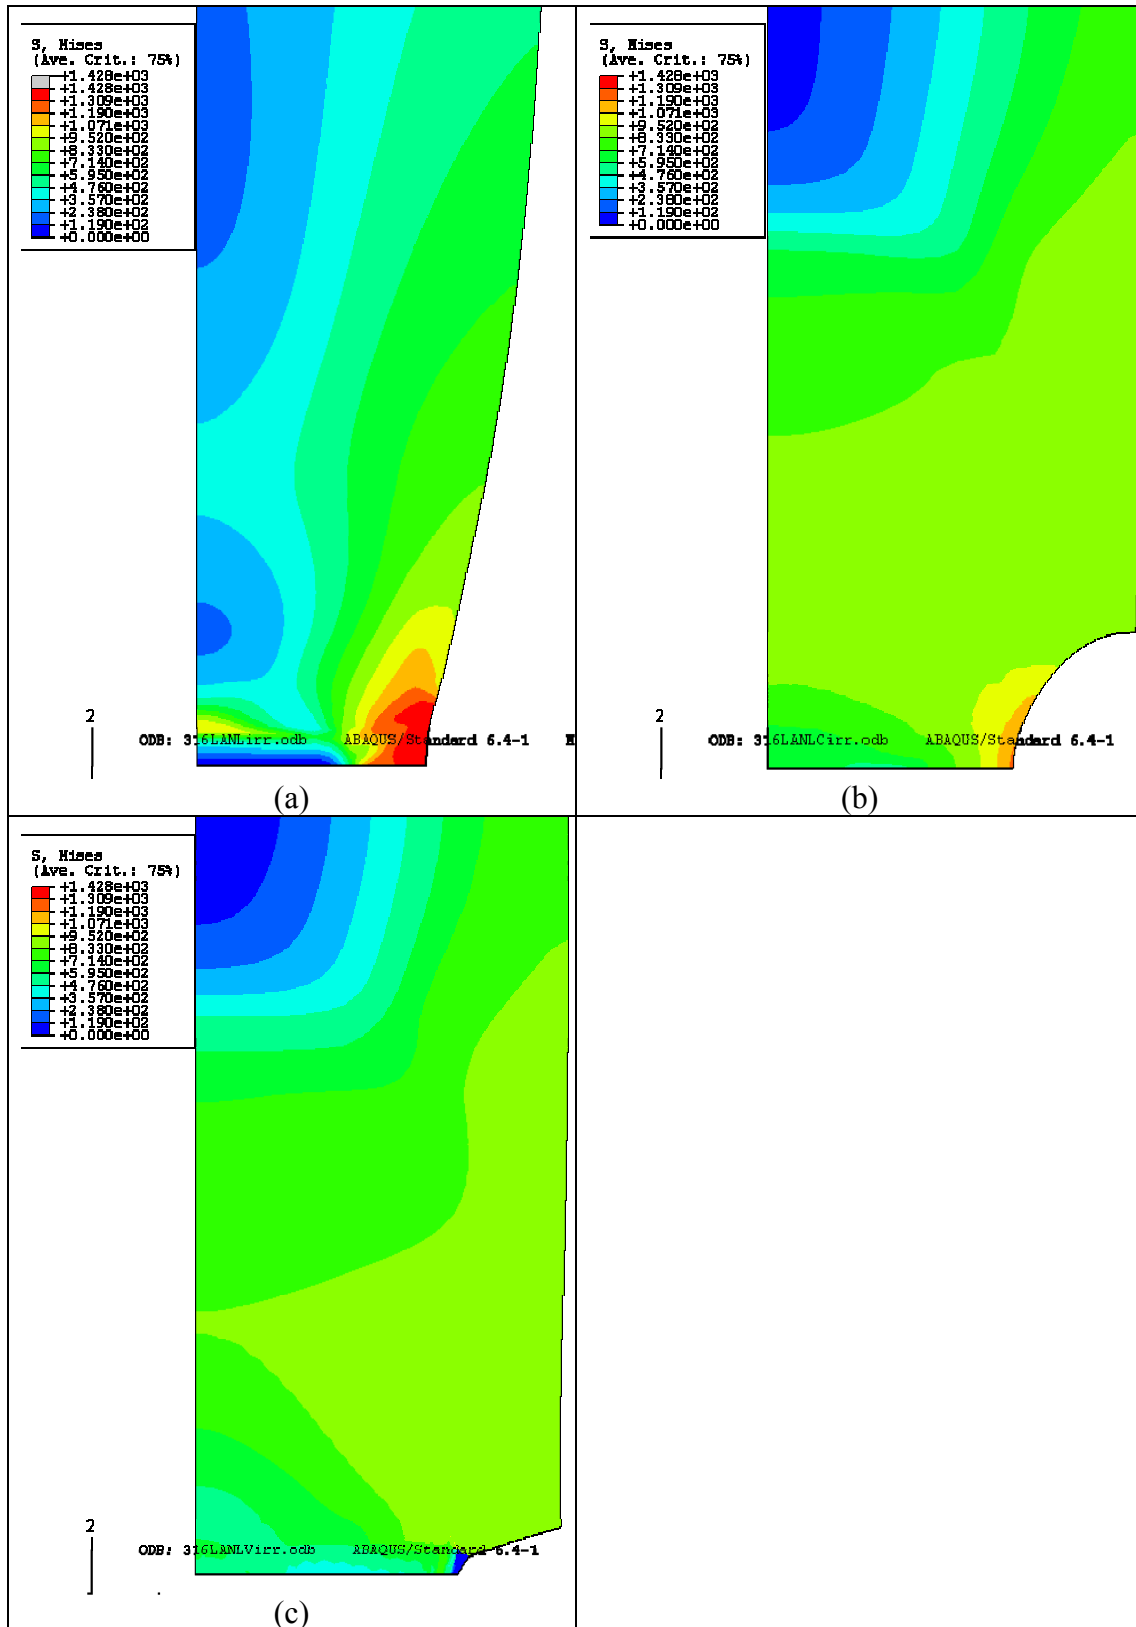 S, Mises
(Ave. Crit.: 75%)
+1.428e+03
+1.428e+03
+1.309e+03
+1.190e+03
+1.071e+03
+9.520e+02
+8.330e+02
+7.140e+02
+5.950e+02
+4.760e+02
+3.570e+02
+2.380e+02
+1.190e+02
+0.000e+00
2
ODB: 316LANLirr.odb ABAQUS/Standard 6.4-1
(a)
S, Mises
(Ave. Crit.: 75%)
+1.428e+03
+1.309e+03
+1.190e+03
+1.071e+03
+9.520e+02
+8.330e+02
+7.140e+02
+5.950e+02
+4.760e+02
+3.570e+02
+2.380e+02
+1.190e+02
+0.000e+00
2
ODB: 316LANLCirr.odb ABAQUS/Standard 6.4-1
(b)
S, Mises
(Ave. Crit.: 75%)
+1.428e+03
+1.309e+03
+1.190e+03
+1.071e+03
+9.520e+02
+8.330e+02
+7.140e+02
+5.950e+02
+4.760e+02
+3.570e+02
+2.380e+02
+1.190e+02
+0.000e+00
2
ODB: 316LANLVirr.odb ABAQUS/Standard 6.4-1
(c)